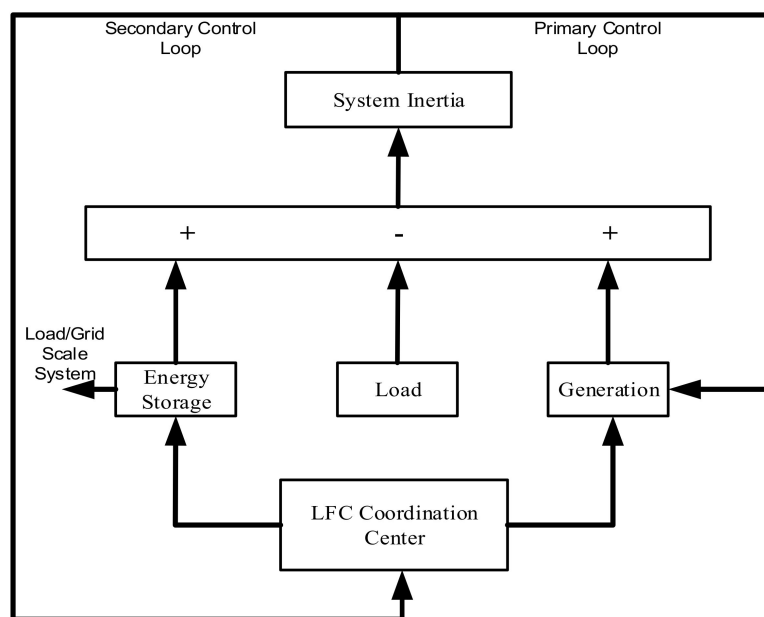 Secondary Control
Loop
Primary Control
Loop
System Inertia
+ - +
Load/Grid
Scale
System
Energy
Storage
Load
Generation
LFC Coordination
Center